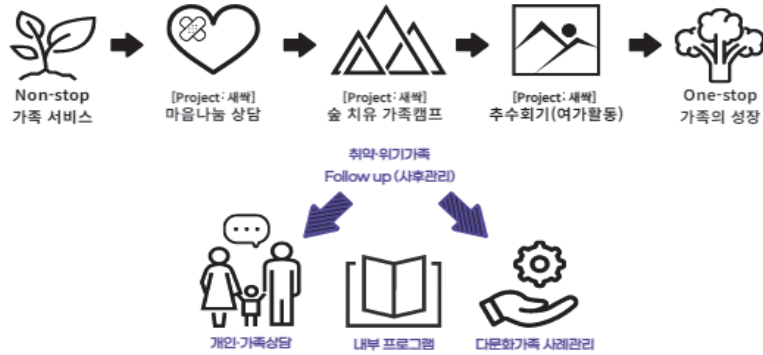 Non-stop
가족 서비스
[Project: 새싹]
마음나눔 상담
[Project: 새싹]
숲 치유 가족캠프
[Project: 새싹]
추수회기(여가활동)
One-stop
가족의 성장
취약·위기가족
Follow up (사후관리)
개인·가족상담
내부 프로그램
다문화가족 사례관리